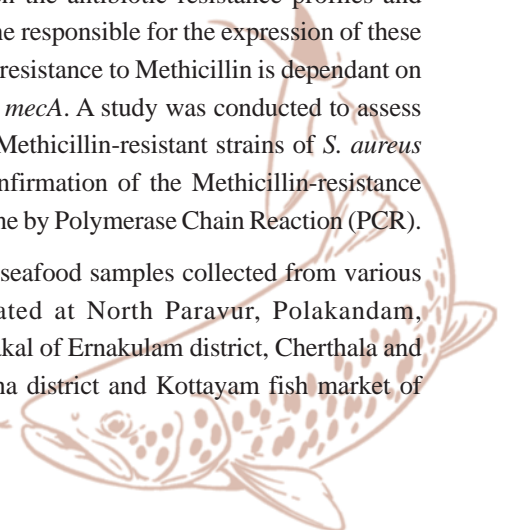 the antibiotic resistance profiles and
responsible for the expression of these
resistance to Methicillin is dependant on
mecA. A study was conducted to assess
Methicillin-resistant strains of S. aureus
nfirmation of the Methicillin-resistance
ne by Polymerase Chain Reaction (PCR).
seafood samples collected from various
ated at North Paravur, Polakandam,
akal of Ernakulam district, Cherthala and
na district and Kottayam fish market of